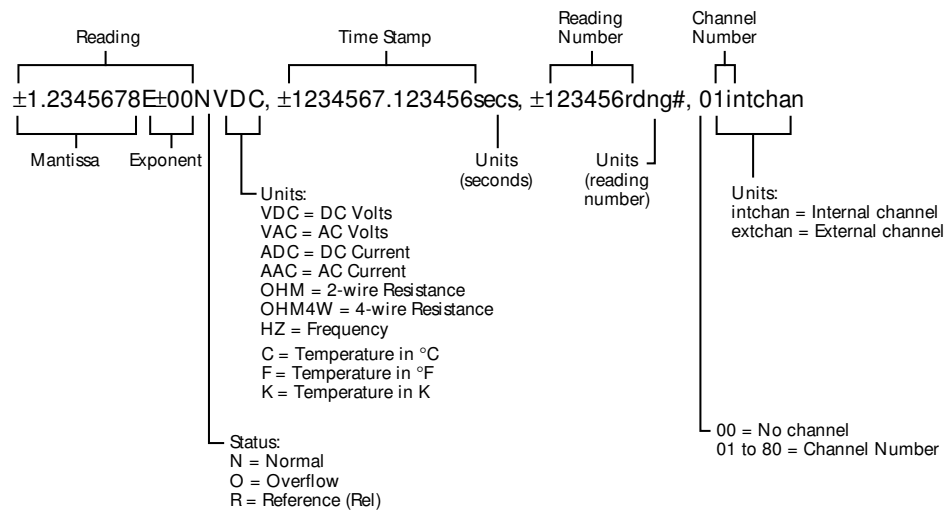 Reading
Time Stamp
Reading
Number
Channel
Number
±1.2345678E±00NVDC, ±1234567.123456secs, ±123456rdng#, 01intchan
Mantissa
Exponent
Units
(seconds)
Units
(reading
number)
Units:
VDC = DC Volts
VAC = AC Volts
ADC = DC Current
AAC = AC Current
OHM = 2-wire Resistance
OHM4W = 4-wire Resistance
HZ = Frequency
C = Temperature in °C
F = Temperature in °F
K = Temperature in K
Units:
intchan = Internal channel
extchan = External channel
Status:
N = Normal
O = Overflow
R = Reference (Rel)
00 = No channel
01 to 80 = Channel Number